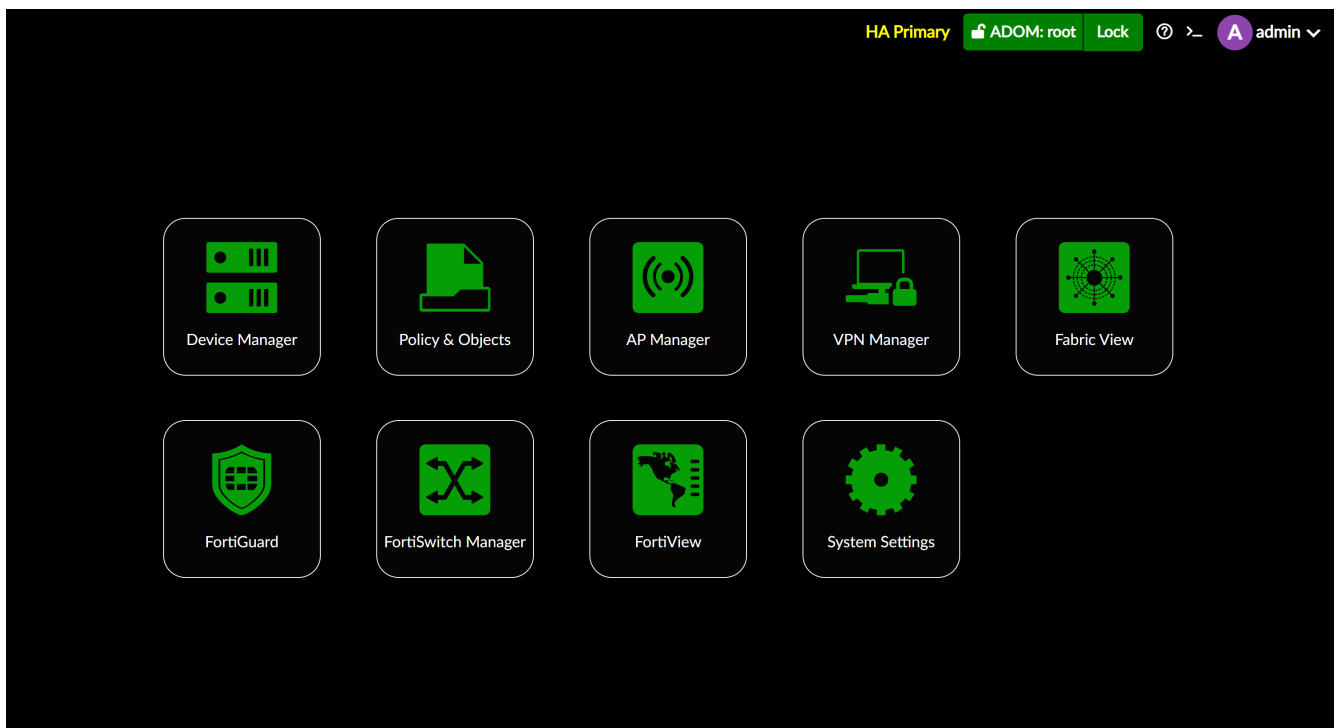 HA Primary ADOM: root Lock A admin
Device Manager
Policy & Objects
AP Manager
VPN Manager
Fabric View
FortiGuard
FortiSwitch Manager
FortiView
System Settings